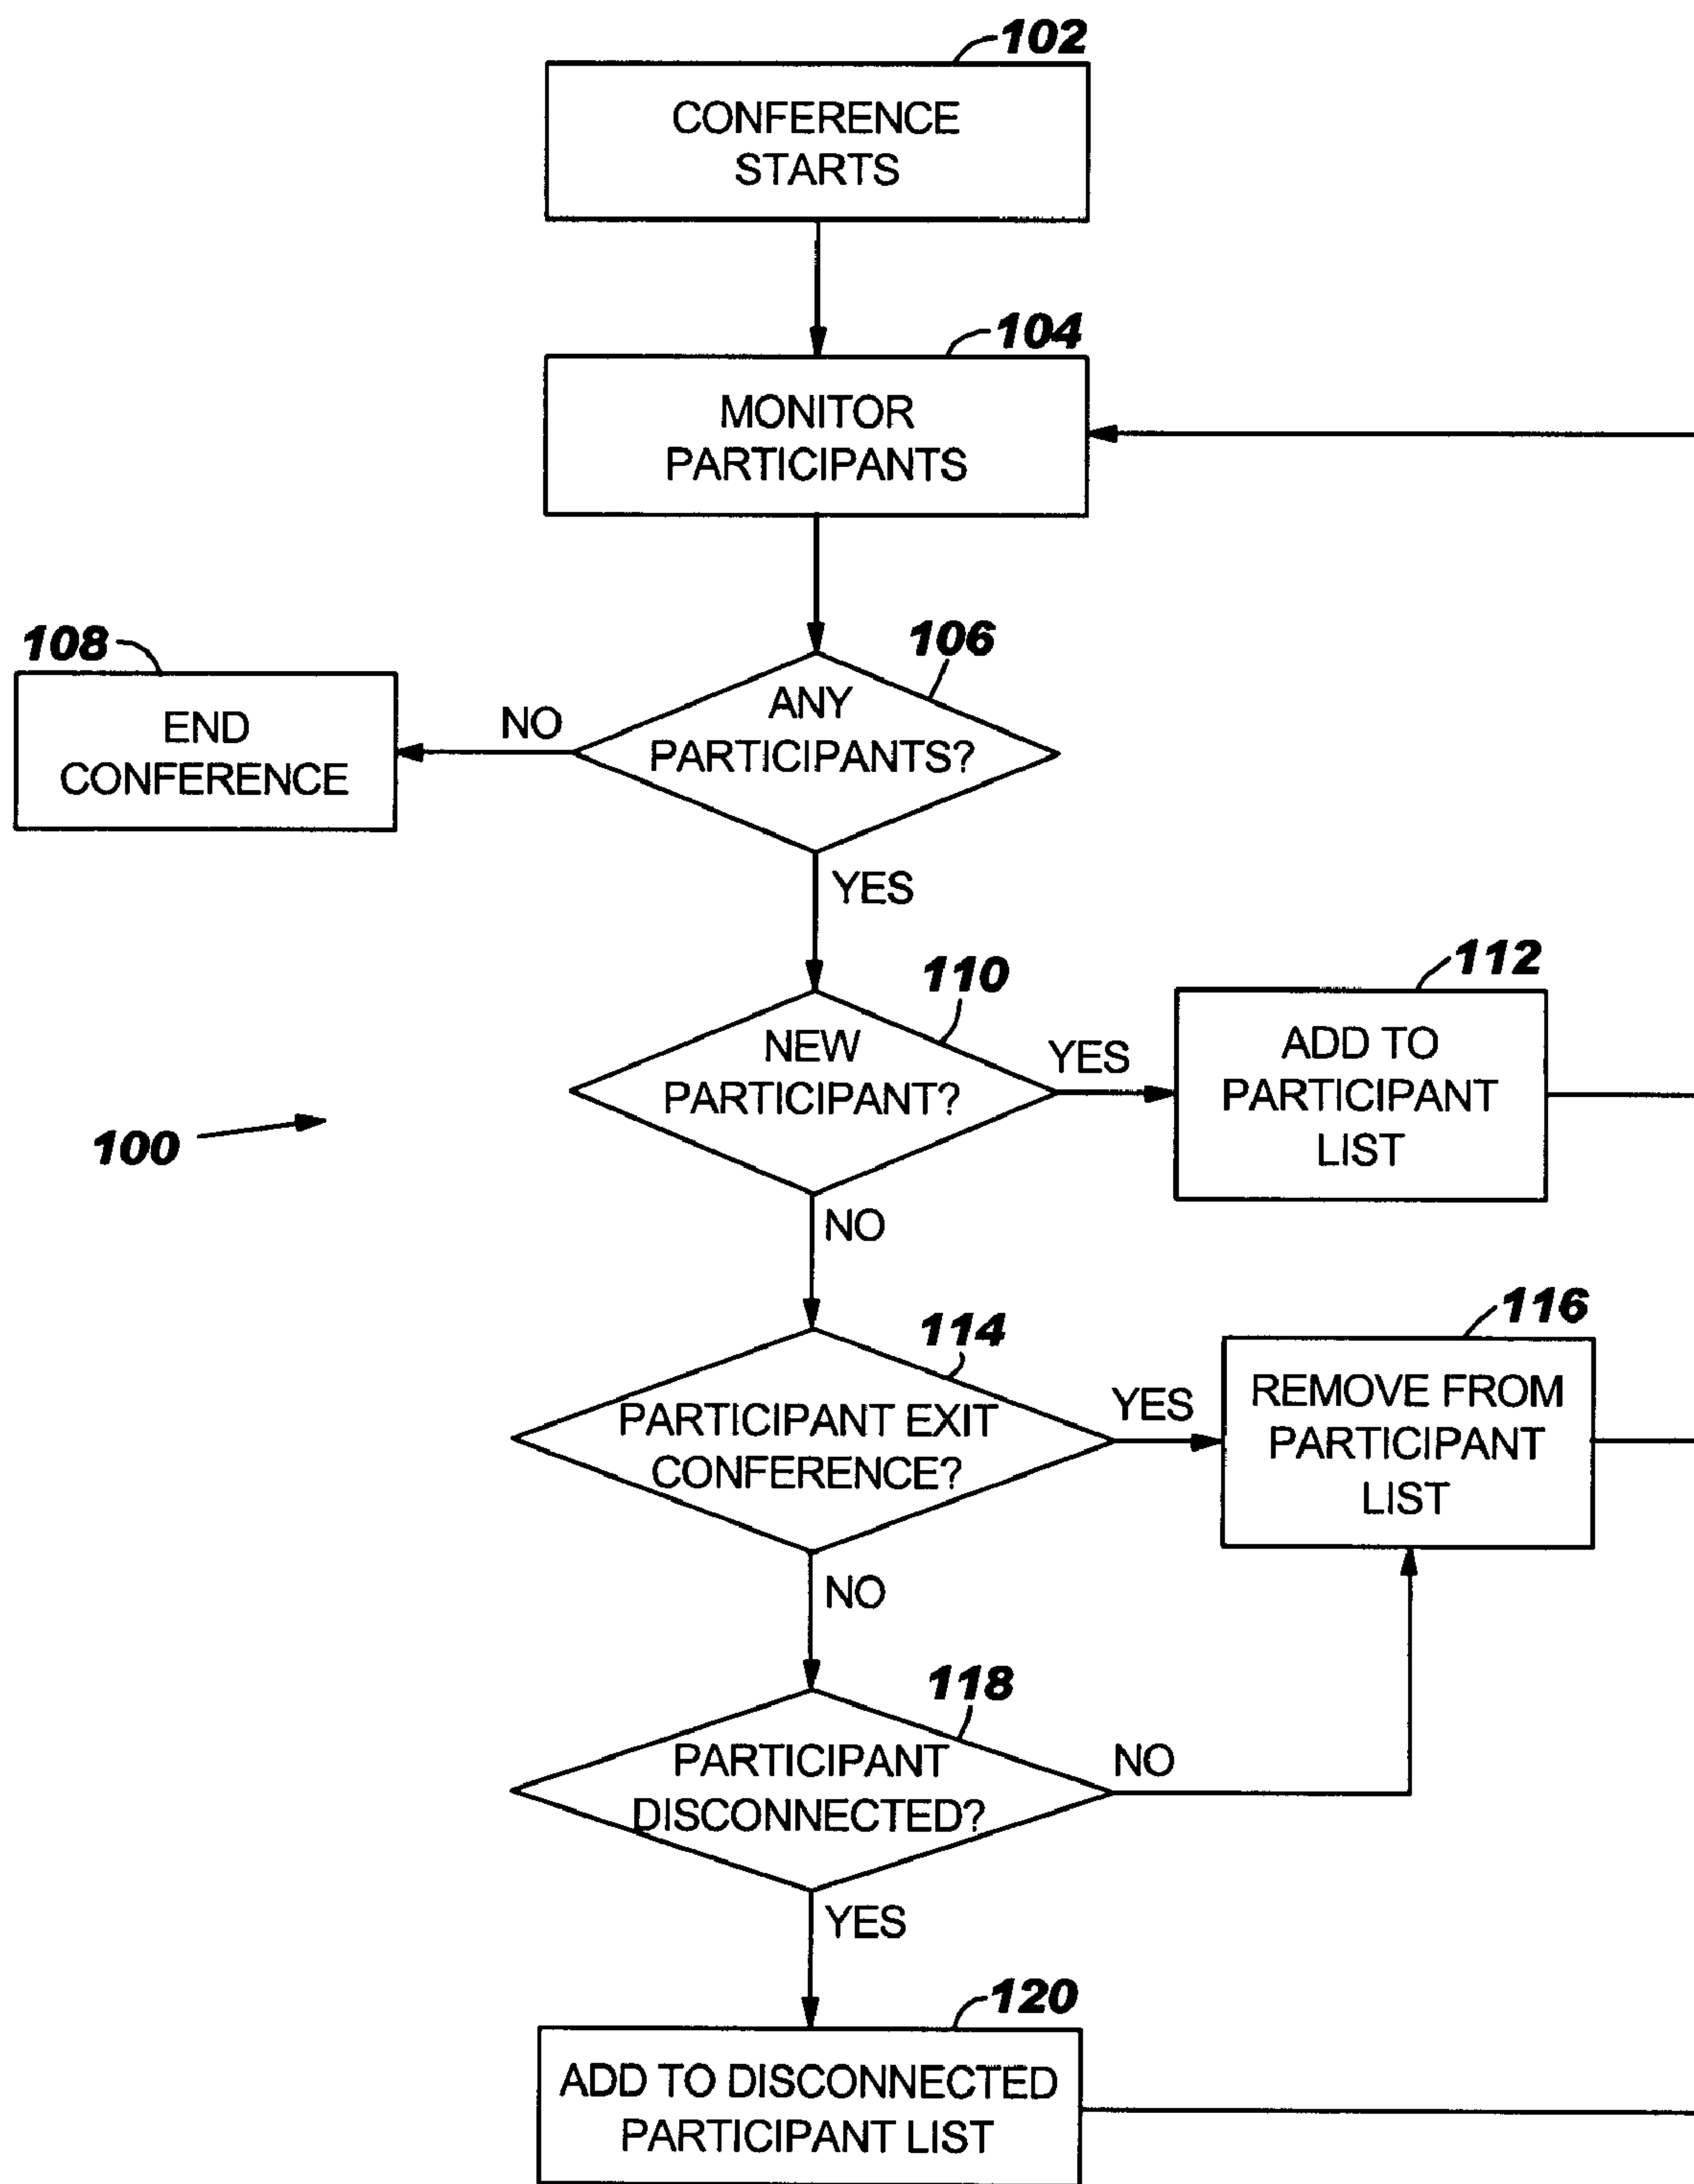 102
CONFERENCE
STARTS
104
MONITOR
PARTICIPANTS
106
ANY
PARTICIPANTS?
108
END
CONFERENCE
NO
YES
110
NEW
PARTICIPANT?
YES
112
ADD TO
PARTICIPANT
LIST
100
NO
114
PARTICIPANT EXIT
CONFERENCE?
YES
116
REMOVE FROM
PARTICIPANT
LIST
NO
118
PARTICIPANT
DISCONNECTED?
NO
YES
120
ADD TO DISCONNECTED
PARTICIPANT LIST